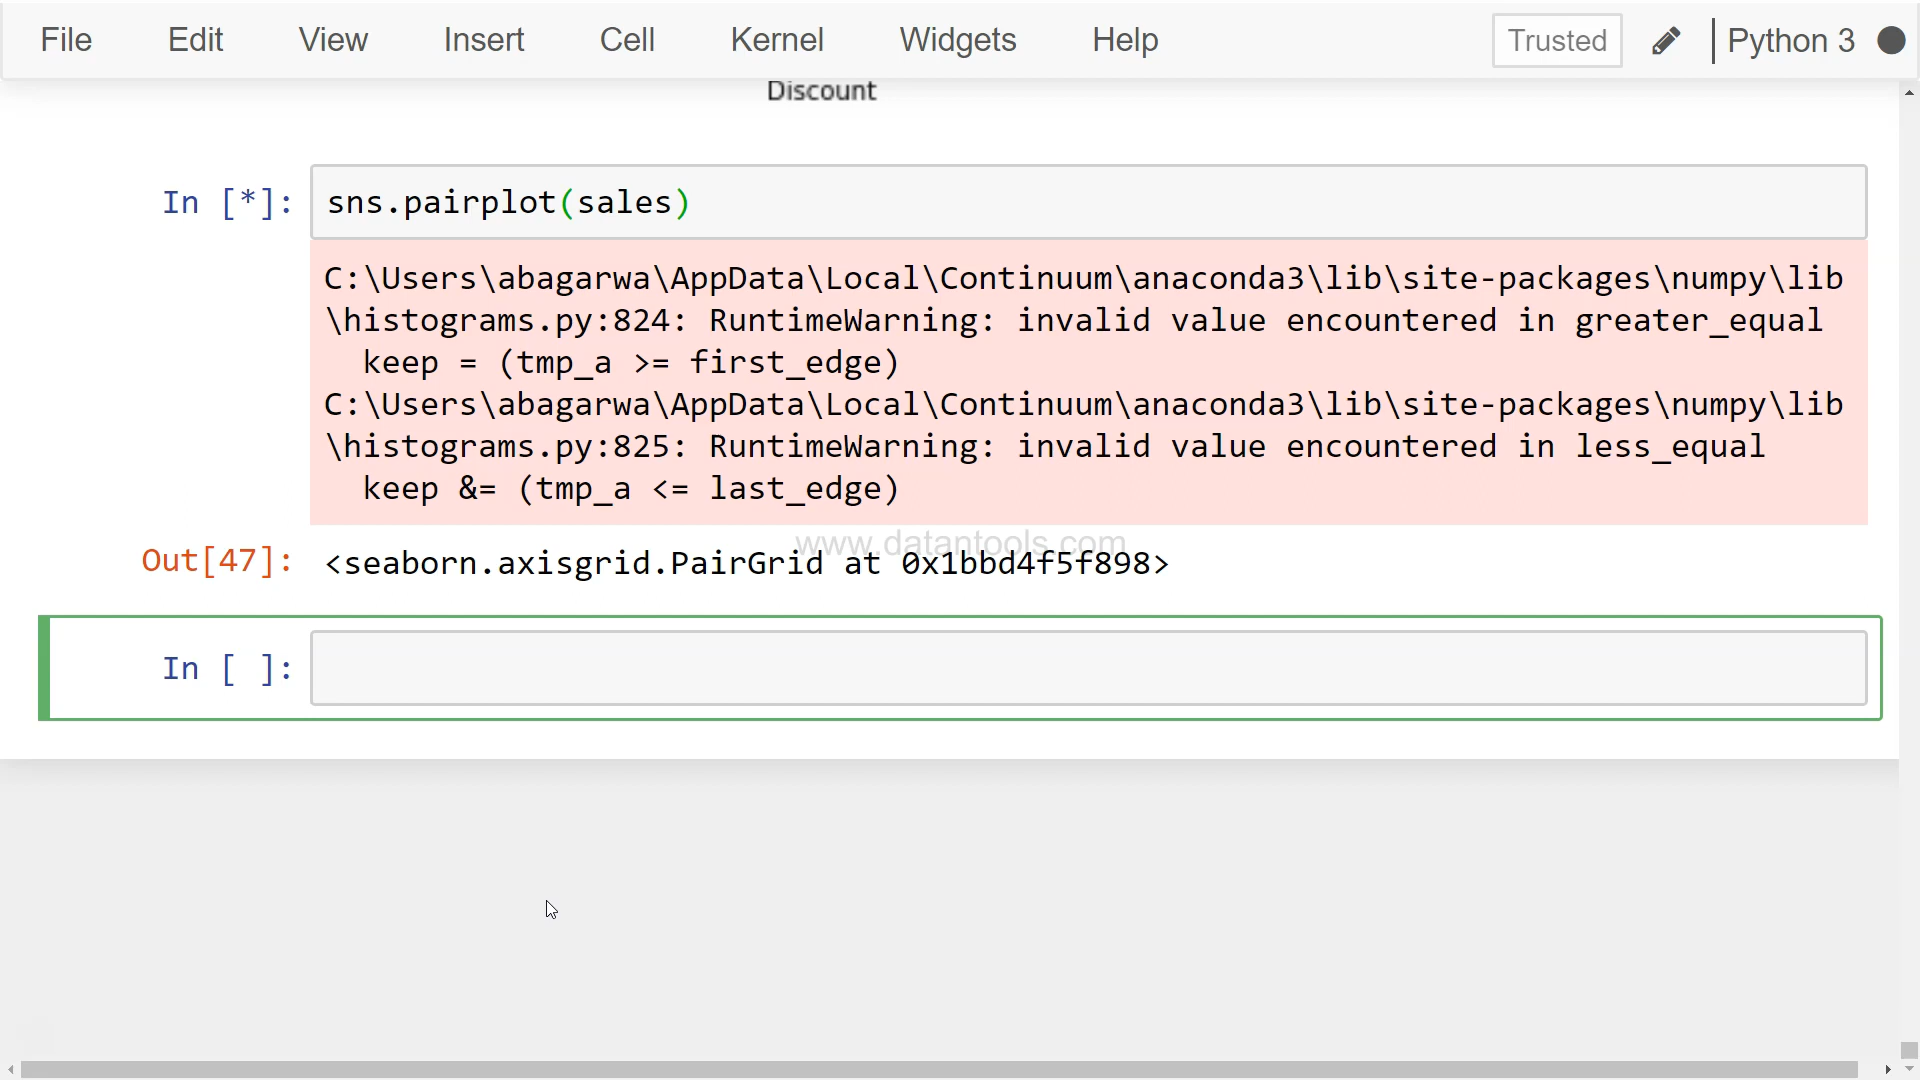 File Edit View Insert Cell Kernel Widgets Help Trusted Python 3
Discount
In [*]: sns.pairplot(sales)
C:\Users\abagarwa\AppData\Local\Continuum\anaconda3\lib\site-packages\numpy\lib
\histograms.py:824: RuntimeWarning: invalid value encountered in greater_equal
  keep = (tmp_a >= first_edge)
C:\Users\abagarwa\AppData\Local\Continuum\anaconda3\lib\site-packages\numpy\lib
\histograms.py:825: RuntimeWarning: invalid value encountered in less_equal
  keep &= (tmp_a <= last_edge)
www.datantools.com
Out[47]: <seaborn.axisgrid.PairGrid at 0x1bbd4f5f898>
In [ ]: